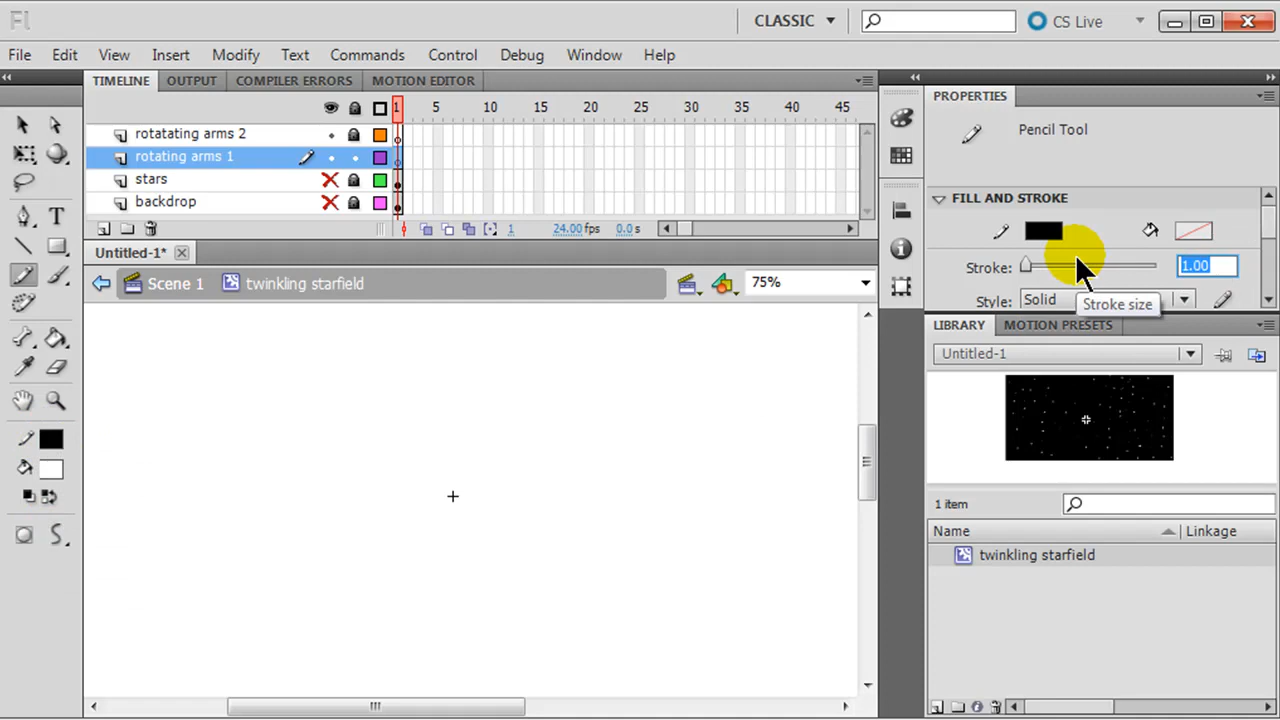 Fl CLASSIC CS Live
File Edit View Insert Modify Text Commands Control Debug Window Help
TIMELINE OUTPUT COMPILER ERRORS MOTION EDITOR
1 5 10 15 20 25 30 35 40 45
rotatating arms 2
rotating arms 1
stars
backdrop
1 24.00 fps 0.0 s
Untitled-1*
Scene 1 twinkling starfield 75%
PROPERTIES
Pencil Tool
FILL AND STROKE
Stroke: 1.00
Style: Solid
Stroke size
LIBRARY MOTION PRESETS
Untitled-1
1 item
Name Linkage
twinkling starfield